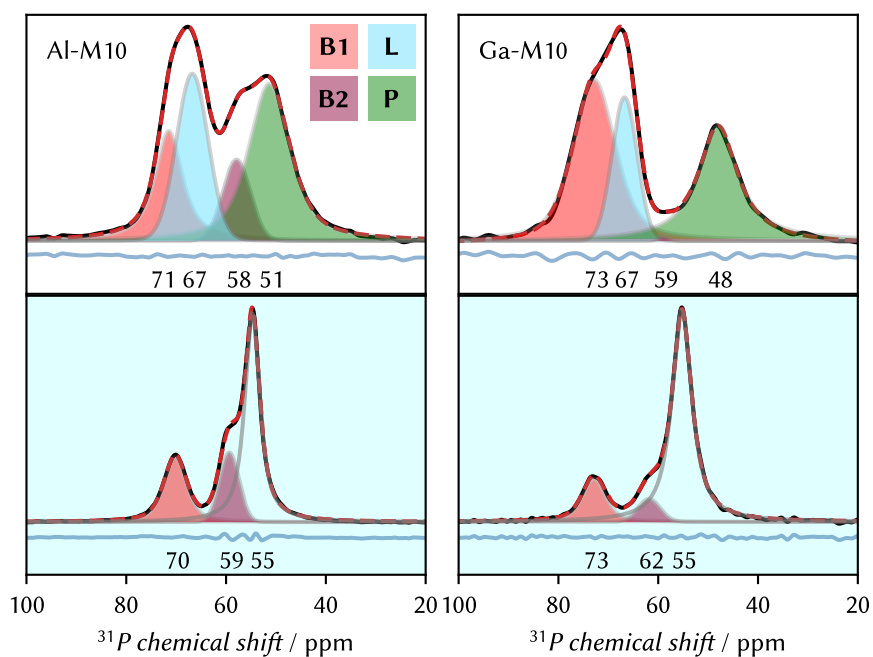 Al-M10
B1 L
B2 P
71 67 58 51
Ga-M10
73 67 59 48
70 59 55
73 62 55
100 80 60 40 20
100 80 60 40 20
31P chemical shift / ppm
31P chemical shift / ppm